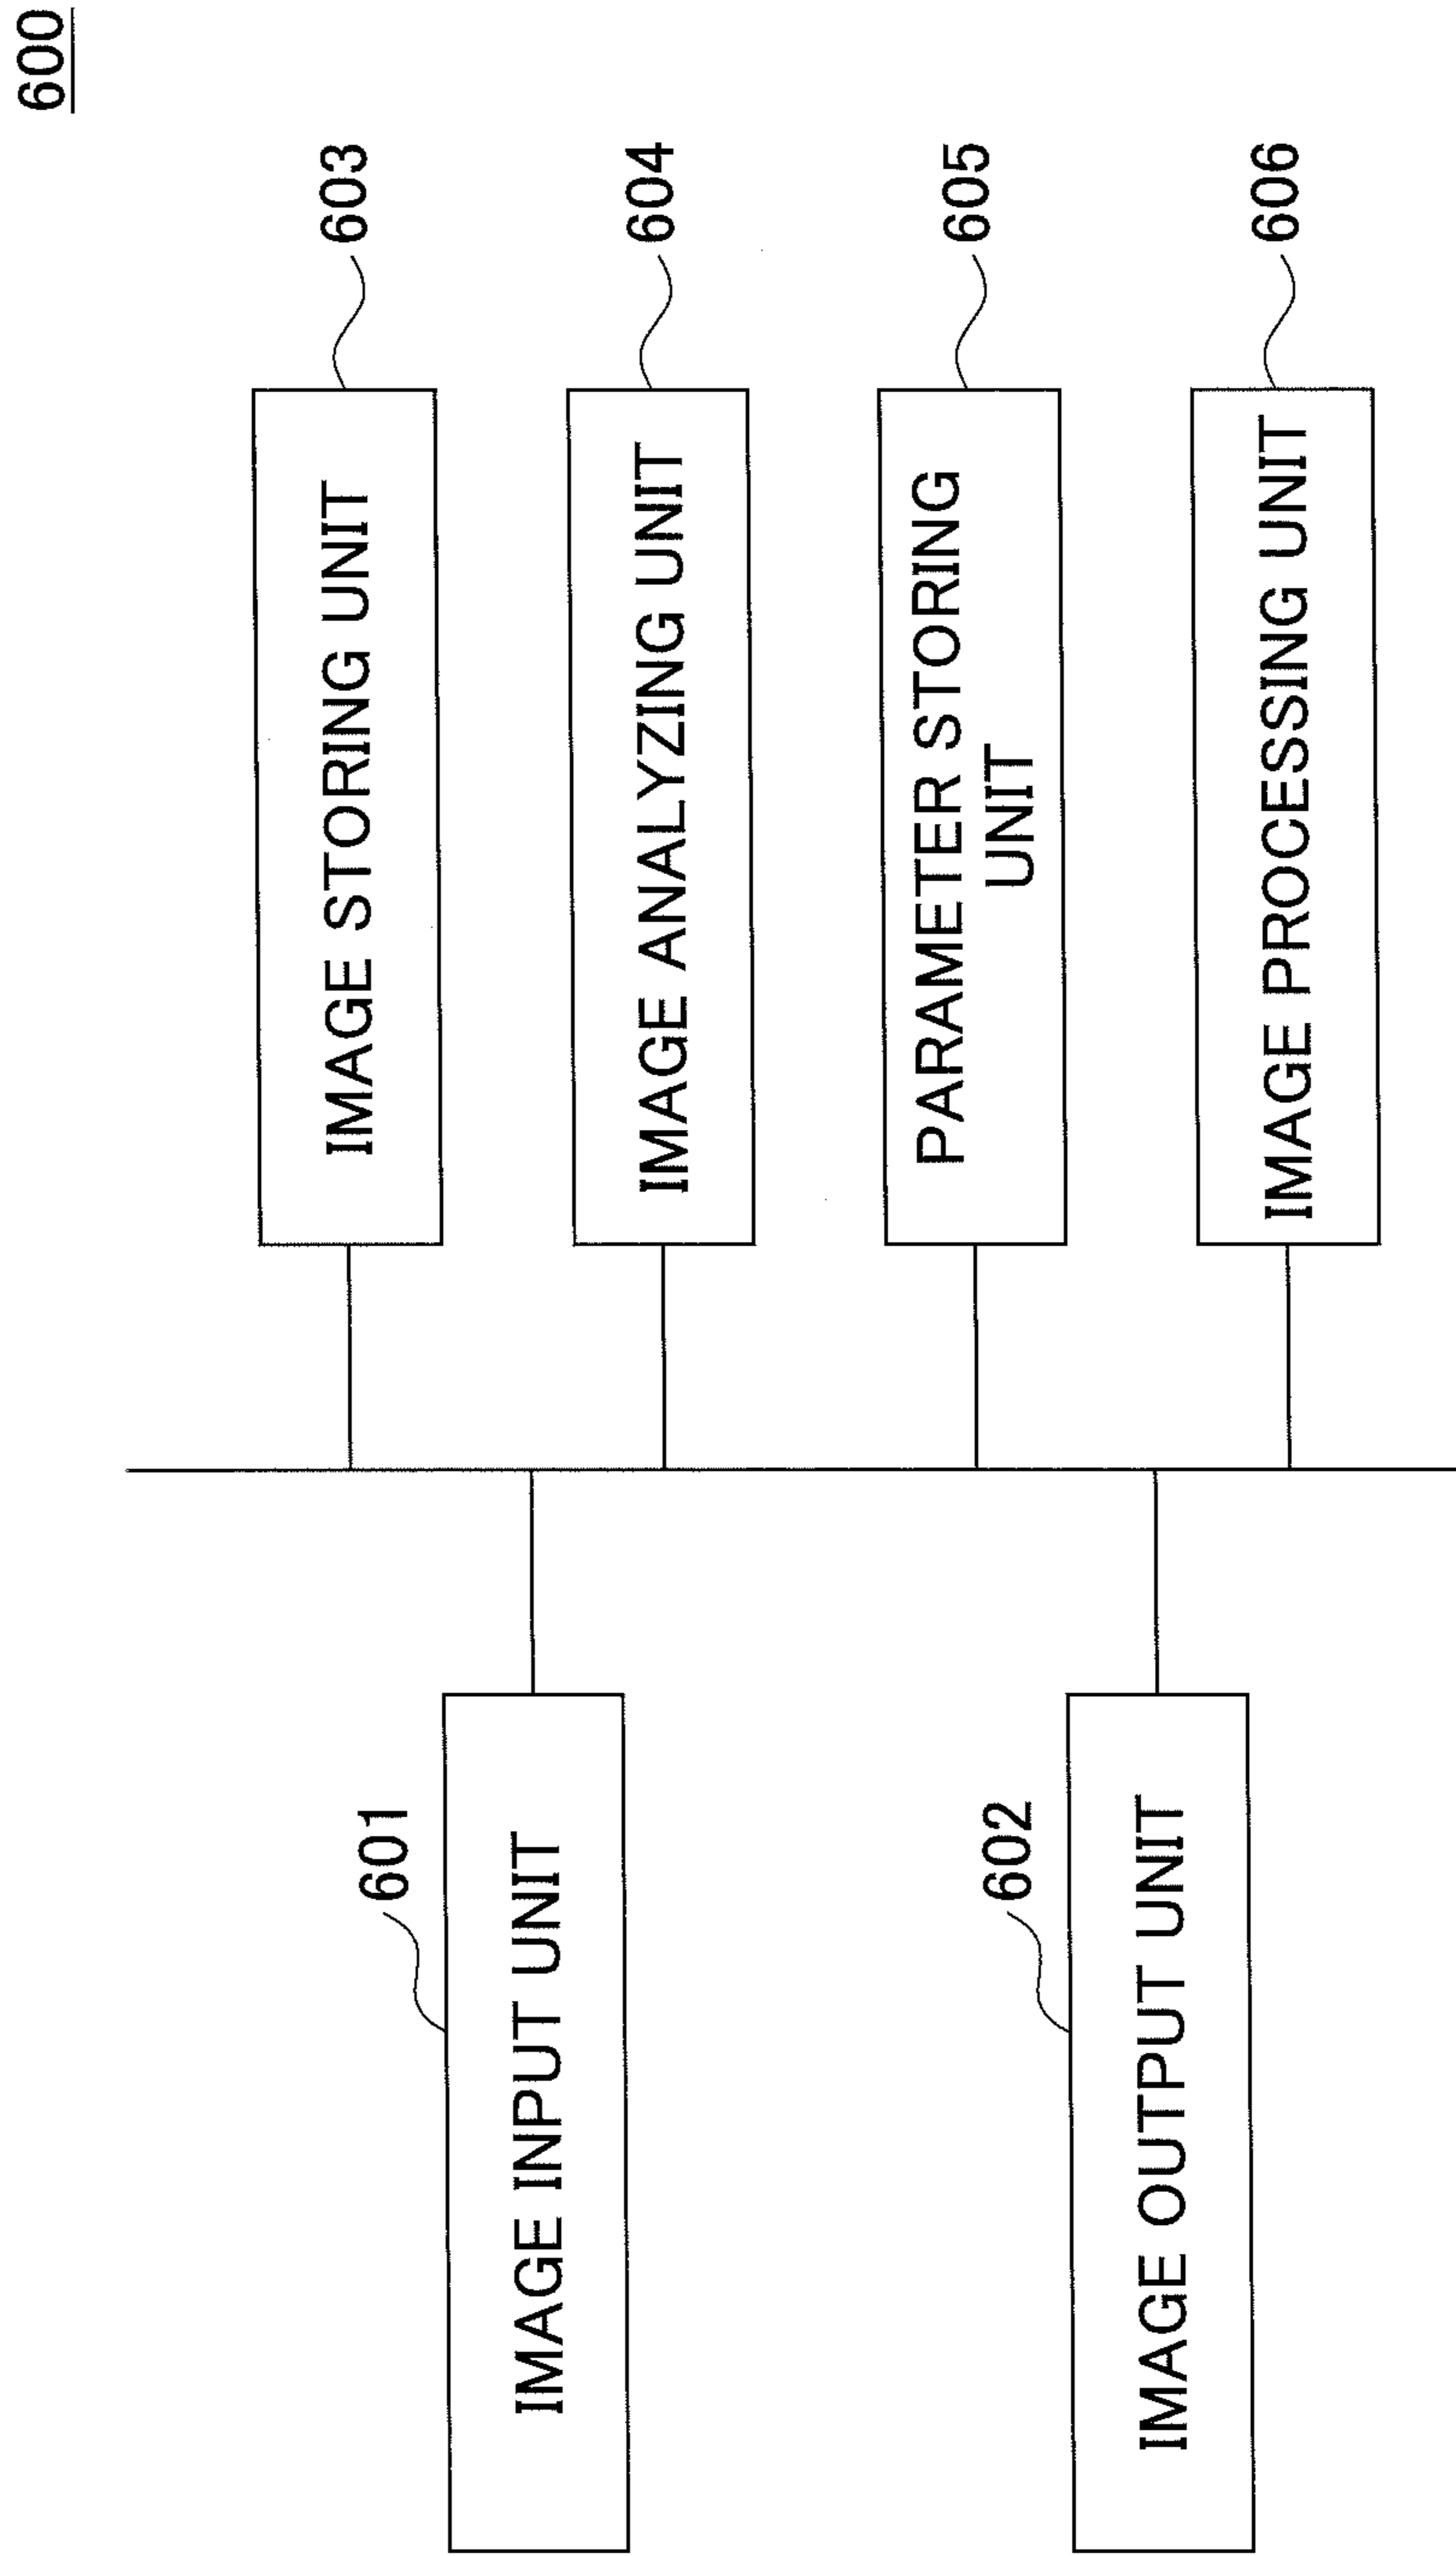 600
601
IMAGE INPUT UNIT
602
IMAGE OUTPUT UNIT
IMAGE STORING UNIT
603
IMAGE ANALYZING UNIT
604
PARAMETER STORING
UNIT
605
IMAGE PROCESSING UNIT
606